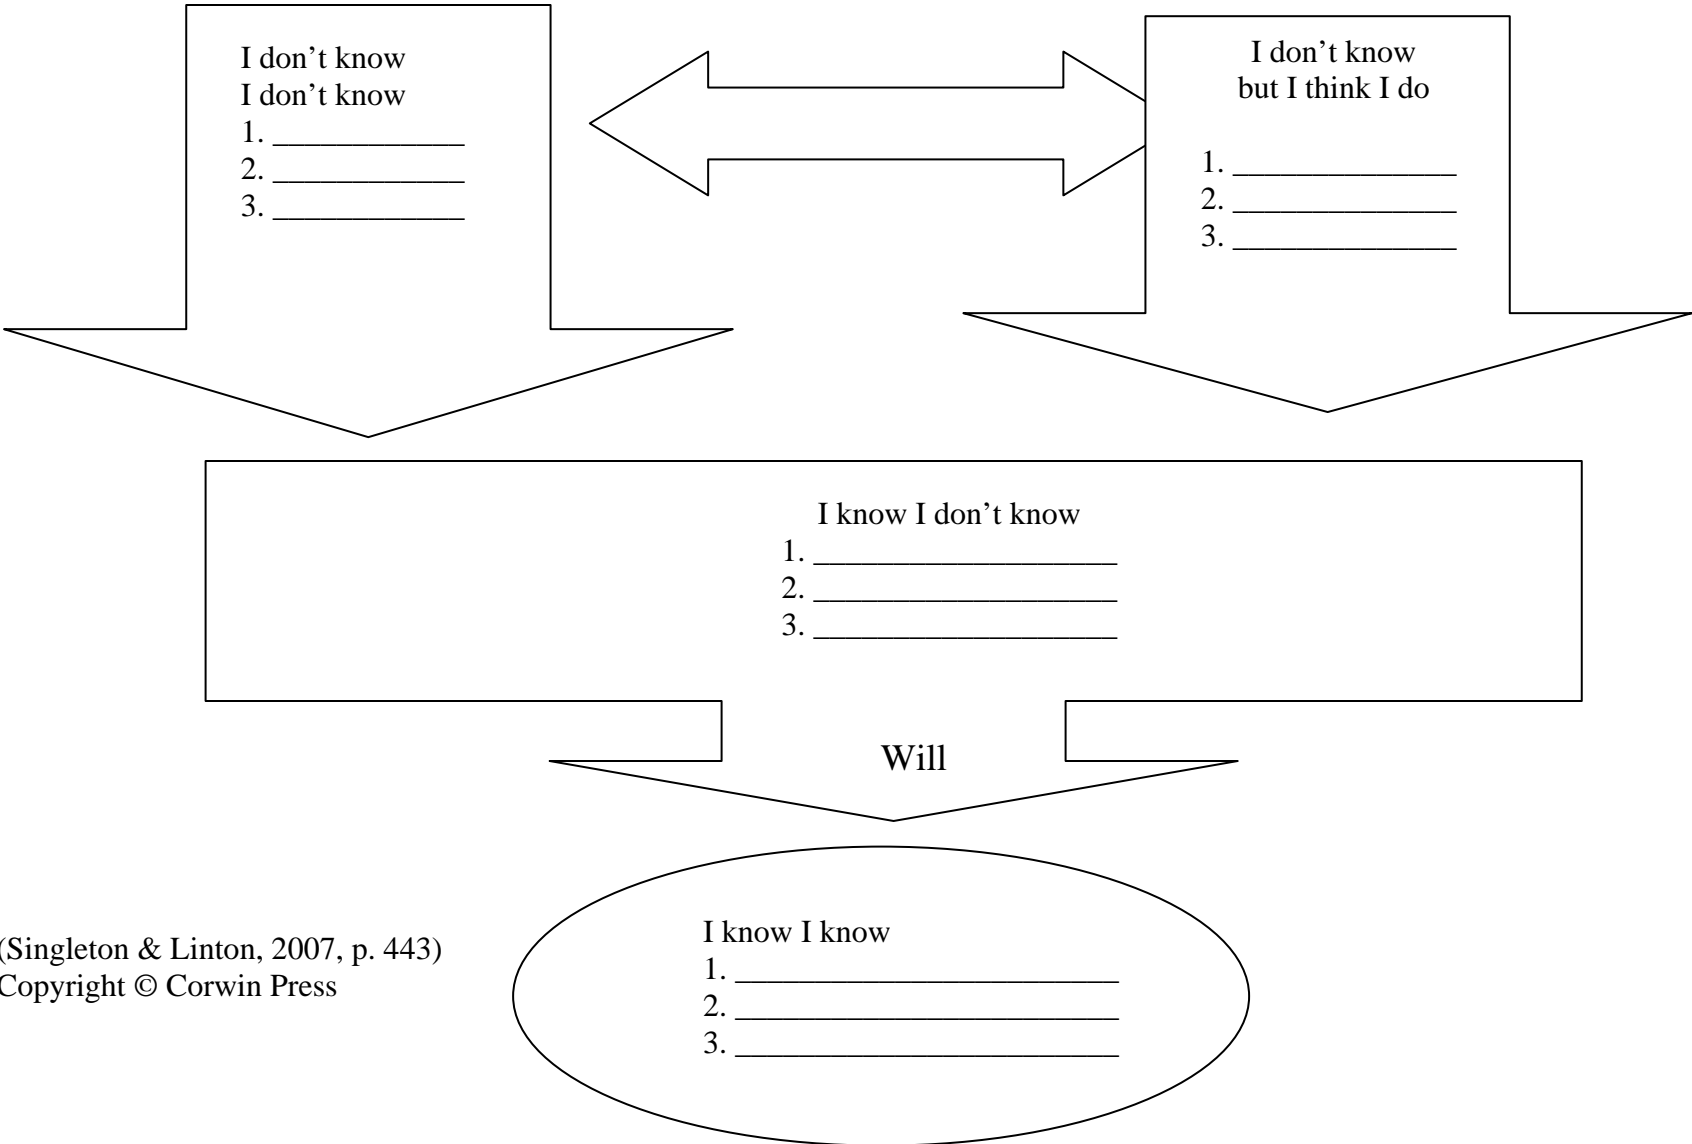 I don’t know
I don’t know
1. ____________
2. ____________
3. ____________
I don’t know
but I think I do
1. ______________
2. ______________
3. ______________
I know I don’t know
1. ___________________
2. ___________________
3. ___________________
Will
I know I know
1. ________________________
2. ________________________
3. ________________________
(Singleton & Linton, 2007, p. 443)
Copyright © Corwin Press